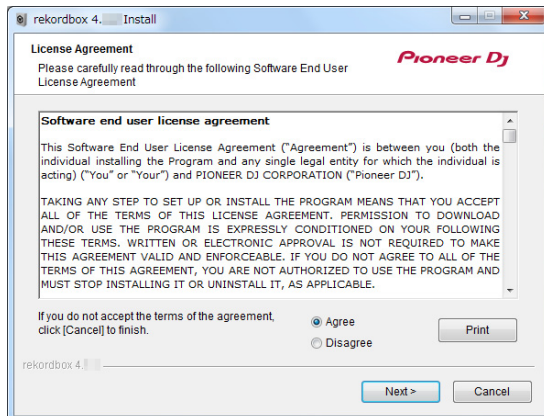 rekordbox 4. Install
License Agreement
Please carefully read through the following Software End User
License Agreement
Pioneer Dj
Software end user license agreement
This Software End User License Agreement (“Agreement”) is between you (both the
individual installing the Program and any single legal entity for which the individual is
acting) (“You” or “Your”) and PIONEER DJ CORPORATION (“Pioneer DJ”).
TAKING ANY STEP TO SET UP OR INSTALL THE PROGRAM MEANS THAT YOU ACCEPT
ALL OF THE TERMS OF THIS LICENSE AGREEMENT. PERMISSION TO DOWNLOAD
AND/OR USE THE PROGRAM IS EXPRESSLY CONDITIONED ON YOUR FOLLOWING
THESE TERMS. WRITTEN OR ELECTRONIC APPROVAL IS NOT REQUIRED TO MAKE
THIS AGREEMENT VALID AND ENFORCEABLE. IF YOU DO NOT AGREE TO ALL OF THE
TERMS OF THIS AGREEMENT, YOU ARE NOT AUTHORIZED TO USE THE PROGRAM AND
MUST STOP INSTALLING IT OR UNINSTALL IT, AS APPLICABLE.
If you do not accept the terms of the agreement,
click [Cancel] to finish.
Agree
Disagree
Print
rekordbox 4.
Next >
Cancel